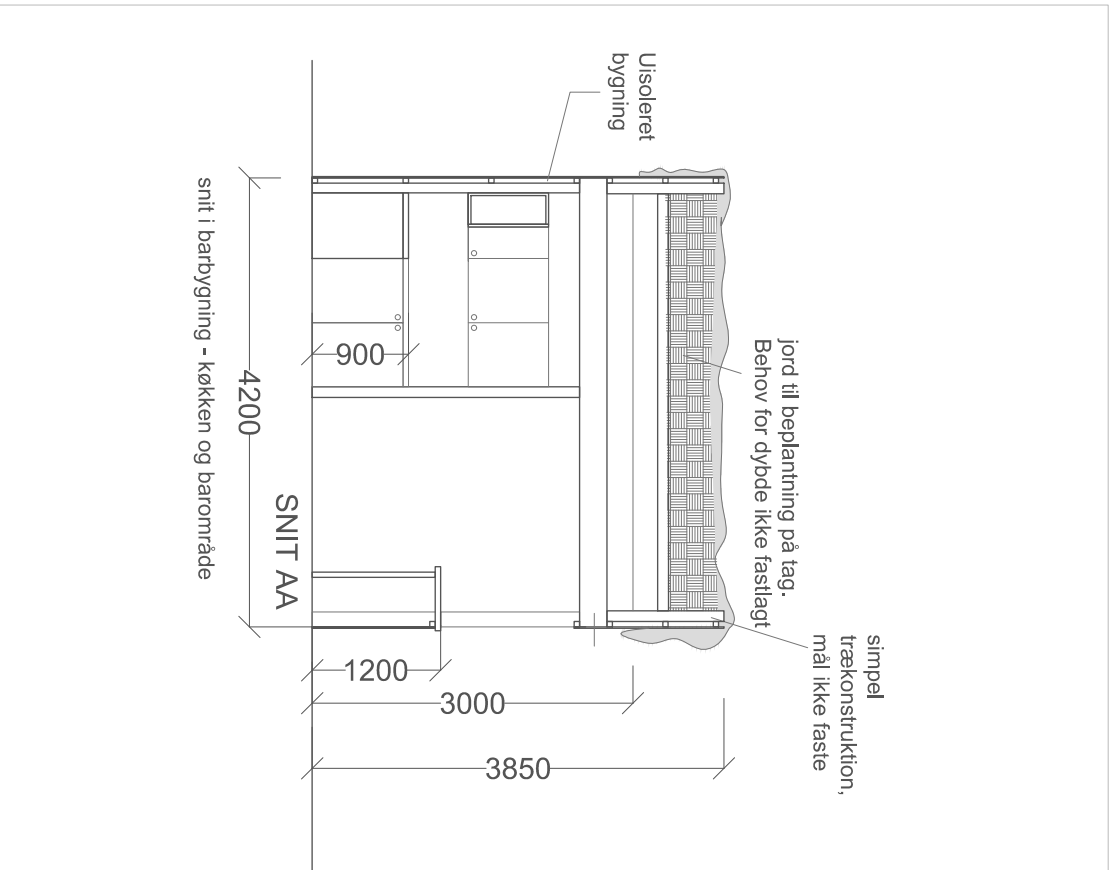 Uisoleret
bygning
jord til beplantning på tag.
Behov for dybde ikke fastlagt
simpel
trækonstruktion,
mål ikke faste
900
1200
3000
3850
4200
SNIT AA
snit i barbygning - køkken og barområde